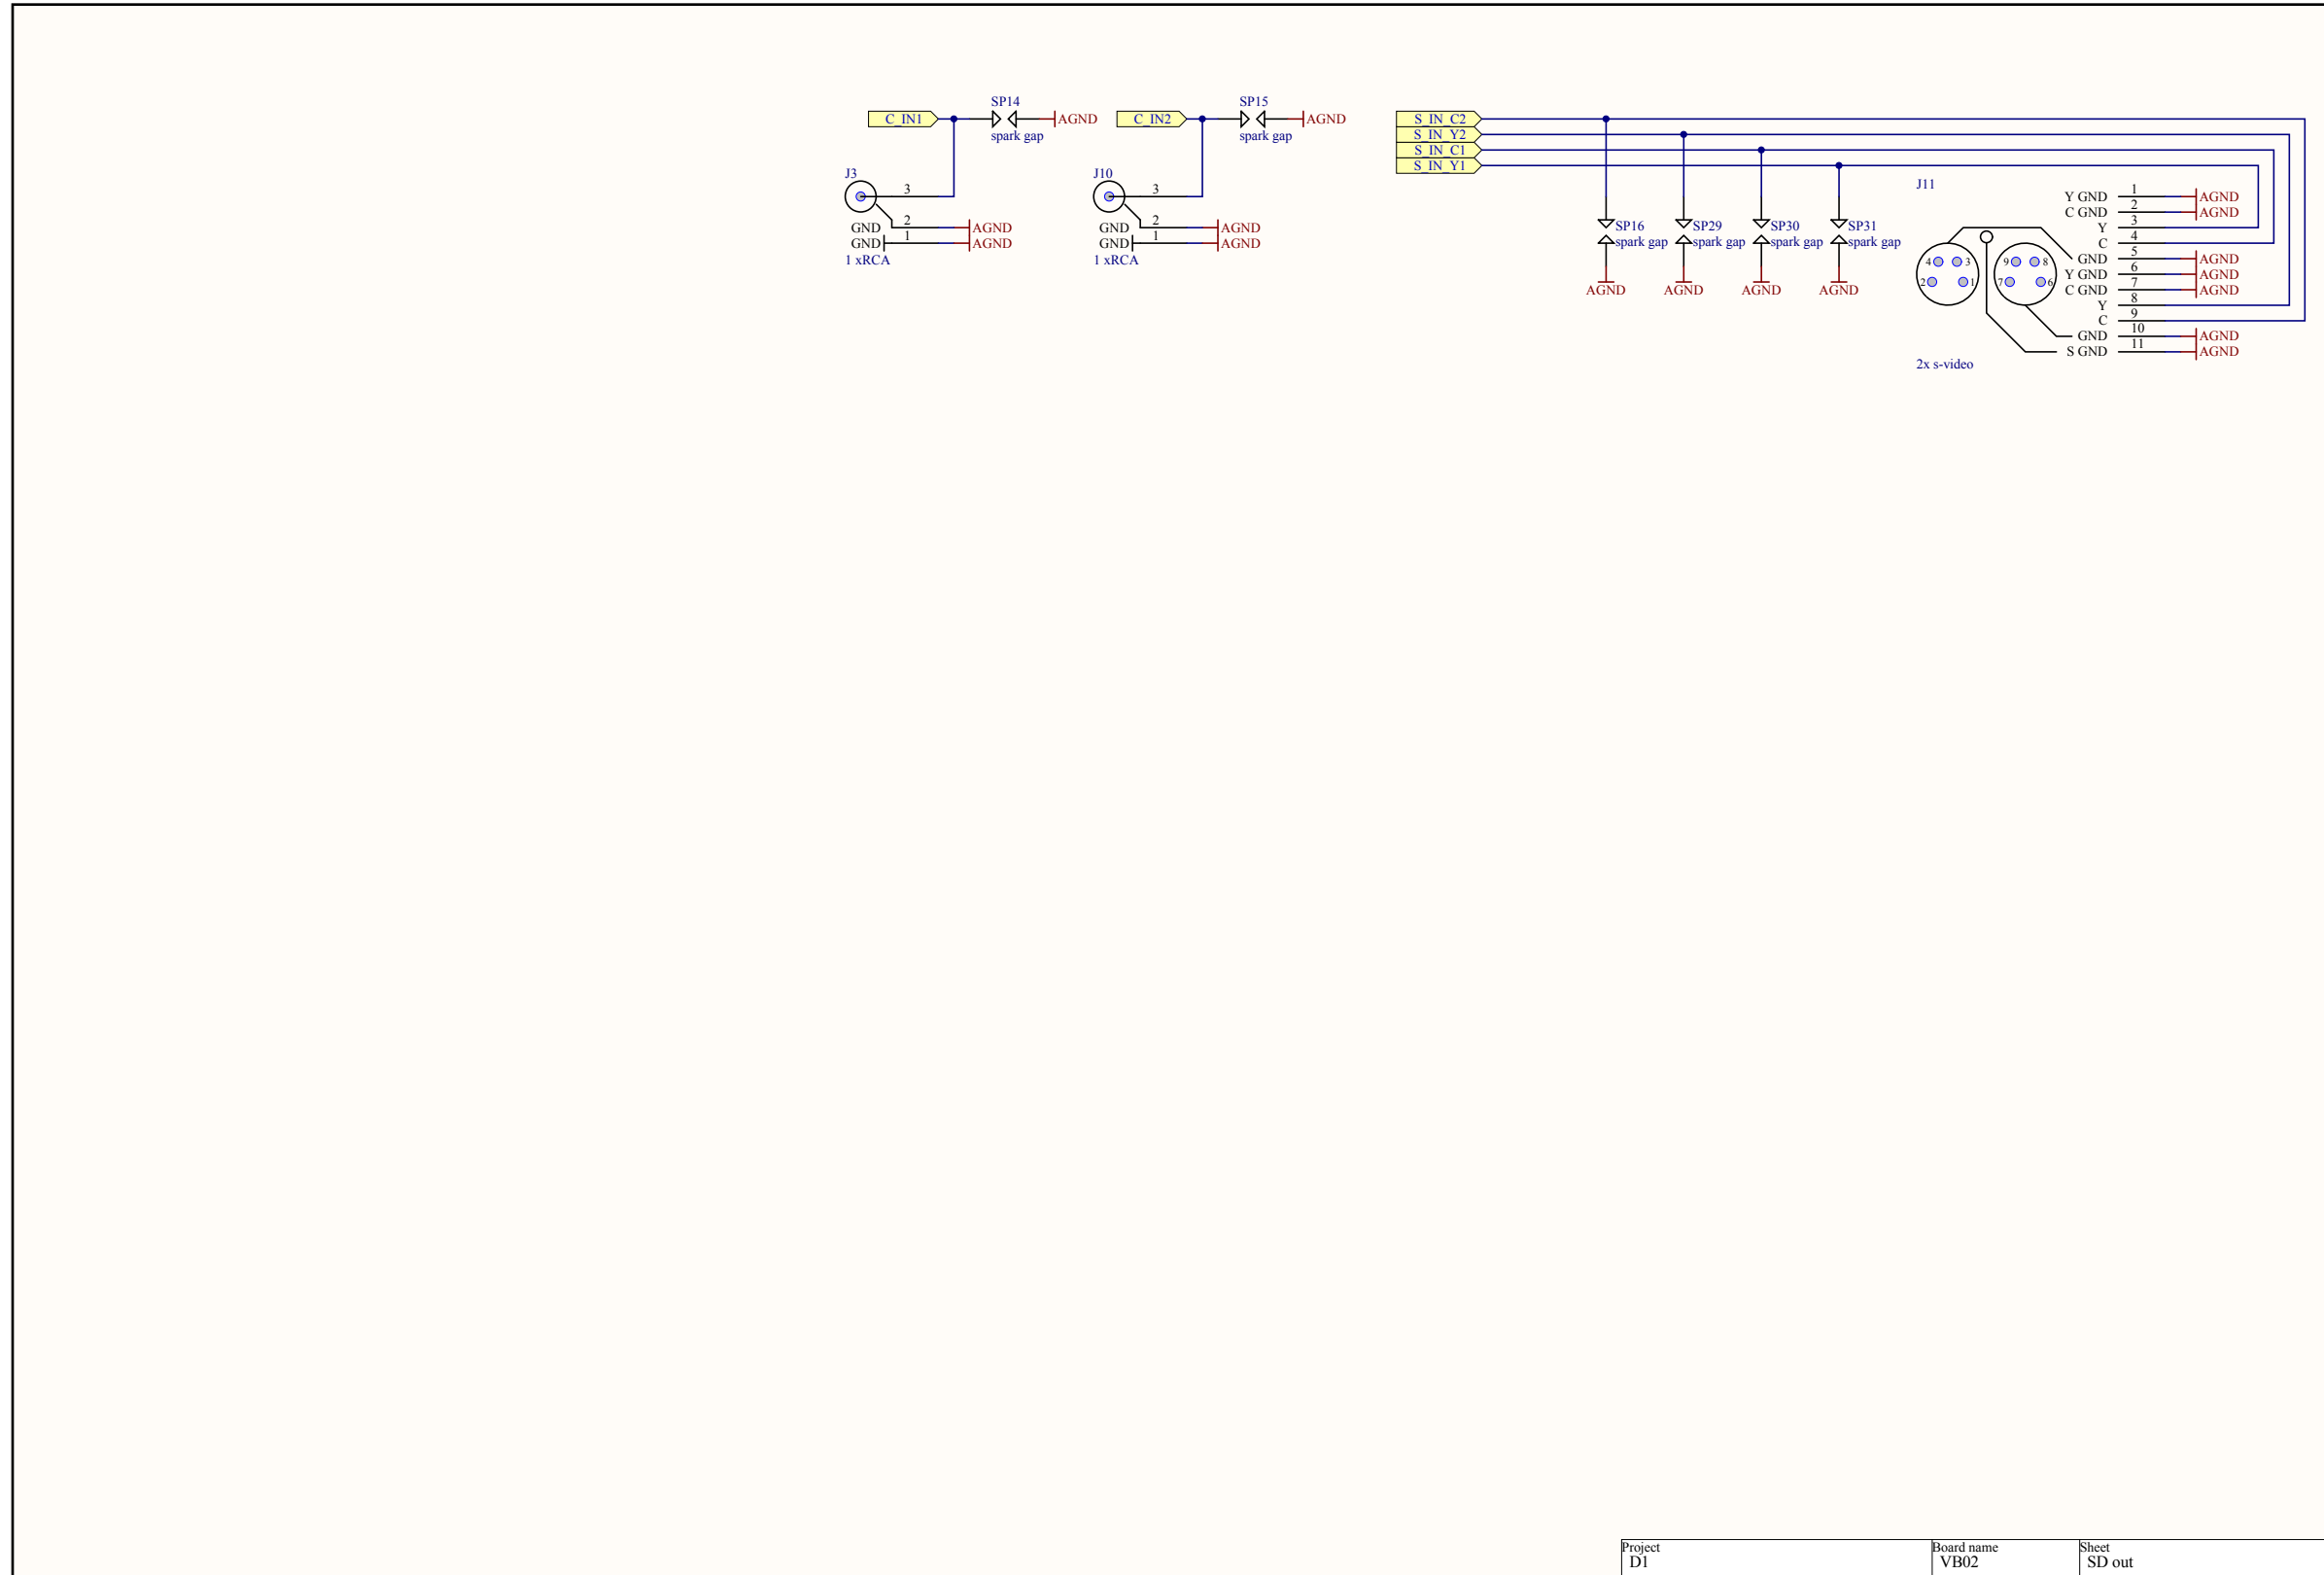 SP14
C_IN1
AGND
spark gap
J3
3
GND 2 AGND
GND 1 AGND
1 xRCA
SP15
C_IN2
AGND
spark gap
J10
3
GND 2 AGND
GND 1 AGND
1 xRCA
S_IN_C2
S_IN_Y2
S_IN_C1
S_IN_Y1
SP16
spark gap
AGND
SP29
spark gap
AGND
SP30
spark gap
AGND
SP31
spark gap
AGND
J11
4 3
2 1
9 8
7 6
Y GND 1 AGND
C GND 2 AGND
Y 3
C 4
GND 5 AGND
Y GND 6 AGND
C GND 7 AGND
Y 8
C 9
GND 10 AGND
S GND 11 AGND
2x s-video
Project
D1
Board name
VB02
Sheet
SD out